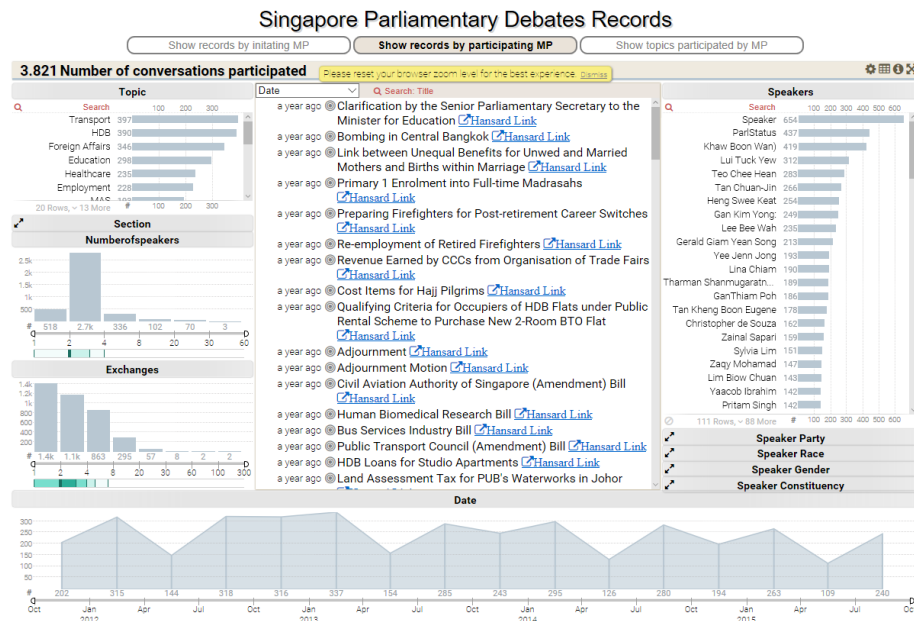 Singapore Parliamentary Debates Records
Show records by initating MP
Show records by participating MP
Show topics participated by MP
3.821 Number of conversations participated
Please reset your browser zoom level for the best experience. Dismiss
Topic
Search 100 200 300
Transport 397
HDB 390
Foreign Affairs 346
Education 298
Healthcare 235
Employment 228
20 Rows, 13 More # 100 200 300
Section
Numberofspeakers
2.5k
2k
1.5k
1k
500
# 518 2.7k 336 102 70 3
1 2 4 8 20 30 60
Exchanges
1.4k
1.2k
800
600
400
200
# 1.4k 1.1k 863 295 57 8 2 2
1 2 4 8 20 60 100 300
Date
Search: Title
a year ago Clarification by the Senior Parliamentary Secretary to the
Minister for Education Hansard Link
a year ago Bombing in Central Bangkok Hansard Link
a year ago Link between Unequal Benefits for Unwed and Married
Mothers and Births within Marriage Hansard Link
a year ago Primary 1 Enrolment into Full-time Madrasahs
Hansard Link
a year ago Preparing Firefighters for Post-retirement Career Switches
Hansard Link
a year ago Re-employment of Retired Firefighters Hansard Link
a year ago Revenue Earned by CCCs from Organisation of Trade Fairs
Hansard Link
a year ago Cost Items for Hajj Pilgrims Hansard Link
a year ago Qualifying Criteria for Occupiers of HDB Flats under Public
Rental Scheme to Purchase New 2-Room BTO Flat
Hansard Link
a year ago Adjournment Hansard Link
a year ago Adjournment Motion Hansard Link
a year ago Civil Aviation Authority of Singapore (Amendment) Bill
Hansard Link
a year ago Human Biomedical Research Bill Hansard Link
a year ago Bus Services Industry Bill Hansard Link
a year ago Public Transport Council (Amendment) Bill Hansard Link
a year ago HDB Loans for Studio Apartments Hansard Link
a year ago Land Assessment Tax for PUB's Waterworks in Johor
Speakers
Search 100 200 300 400 500 600
Speaker 654
ParlStatus 437
Khaw Boon Wan) 419
Lui Tuck Yew 312
Teo Chee Hean 283
Tan Chuan-Jin 266
Heng Swee Keat 254
Gan Kim Yong: 249
Lee Bee Wah 235
Gerald Giam Yean Song 213
Yee Jenn Jong 193
Lina Chiam 190
Tharman Shanmugaratn... 189
GanThiam Poh 186
Tan Kheng Boon Eugene 178
Christopher de Souza 162
Zainal Sapari 159
Sylvia Lim 151
Zaqy Mohamad 147
Lim Biow Chuan 143
Yaacob Ibrahim 142
Pritam Singh 142
111 Rows, 88 More # 100 200 300 400 500 600
Speaker Party
Speaker Race
Speaker Gender
Speaker Constituency
Date
300
250
200
150
100
50
# 202 315 144 318 316 337 154 285 243 295 126 280 194 263 109 240
Oct Jan Apr Jul Oct Jan Apr Jul Oct Jan Apr Jul Oct Jan Apr Jul Oct
2012 2013 2014 2015